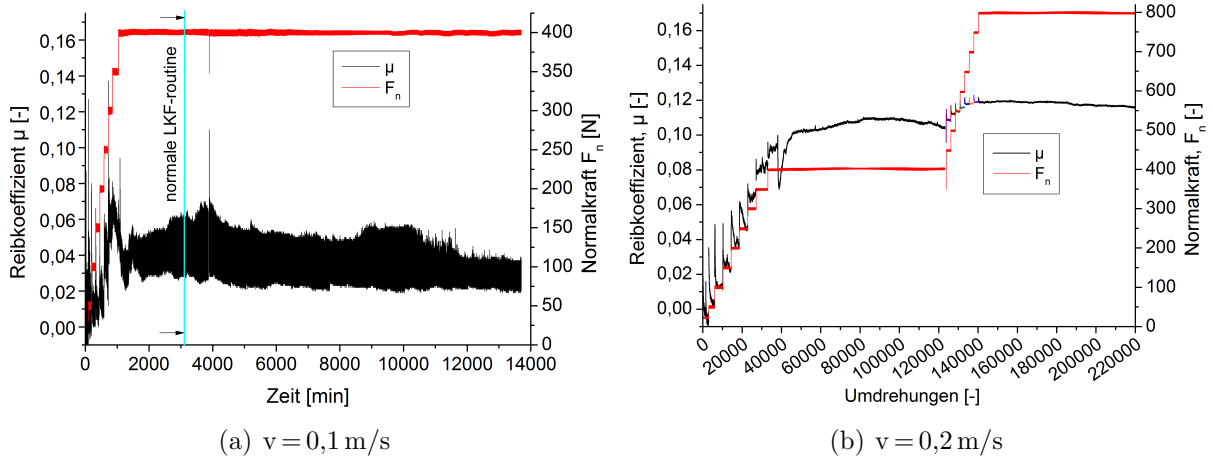 0,16
0,14
0,12
0,10
0,08
0,06
0,04
0,02
0,00
Reibkoeffizient µ [-]
normale LKF-routine
µ
F_n
400
350
300
250
200
150
100
50
0
Normalkraft F_n [N]
0 2000 4000 6000 8000 10000 12000 14000
Zeit [min]
(a) v = 0,1 m/s
0,16
0,14
0,12
0,10
0,08
0,06
0,04
0,02
0,00
Reibkoeffizient, µ [-]
µ
F_n
800
700
600
500
400
300
200
100
0
Normalkraft, F_n [-]
0 20000 40000 60000 80000 100000 120000 140000 160000 180000 200000 220000
Umdrehungen [-]
(b) v = 0,2 m/s